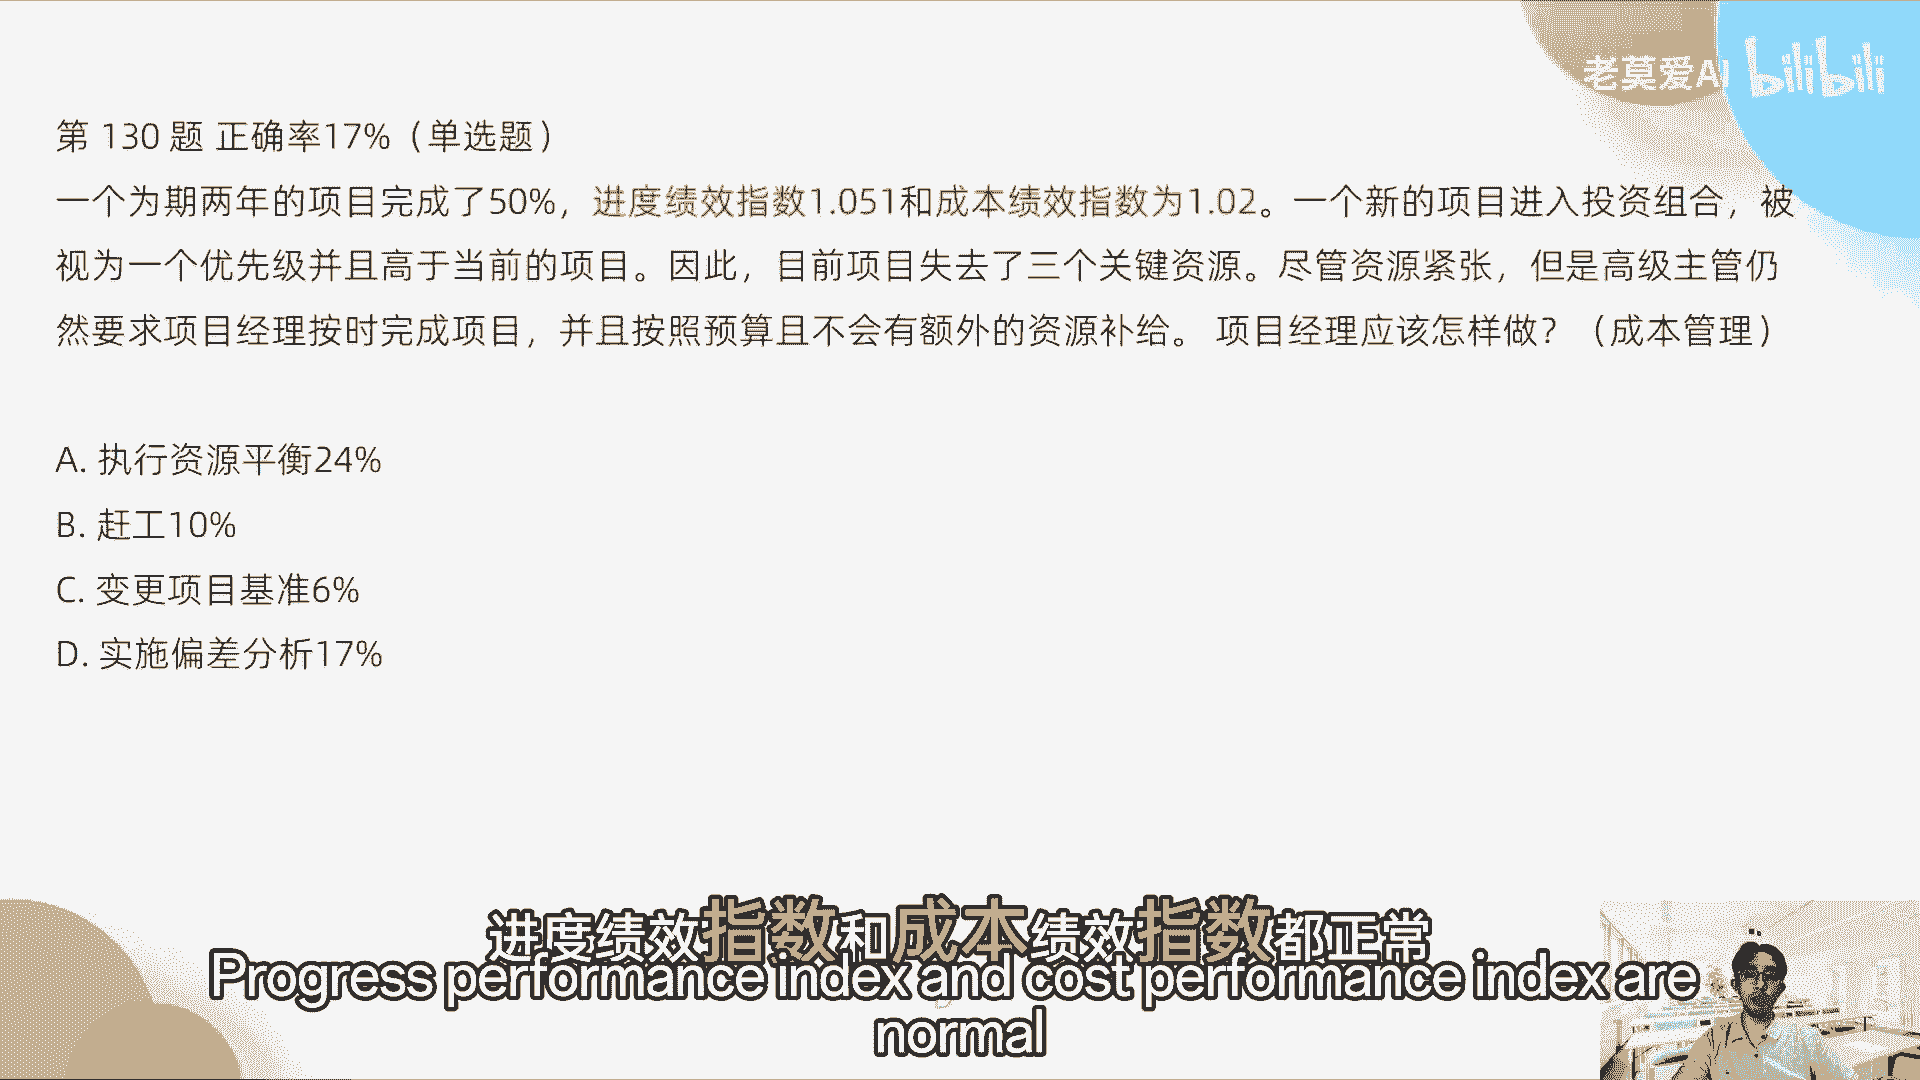 老莫爱AI bilibili
第 130 题 正确率17%（单选题）
一个为期两年的项目完成了50%，进度绩效指数1.051和成本绩效指数为1.02。一个新的项目进入投资组合，被
视为一个优先级并且高于当前的项目。因此，目前项目失去了三个关键资源。尽管资源紧张，但是高级主管仍
然要求项目经理按时完成项目，并且按照预算且不会有额外的资源补给。 项目经理应该怎样做？（成本管理）
A. 执行资源平衡24%
B. 赶工10%
C. 变更项目基准6%
D. 实施偏差分析17%
进度绩效指数和成本绩效指数都正常
Progress performance index and cost performance index are
normal